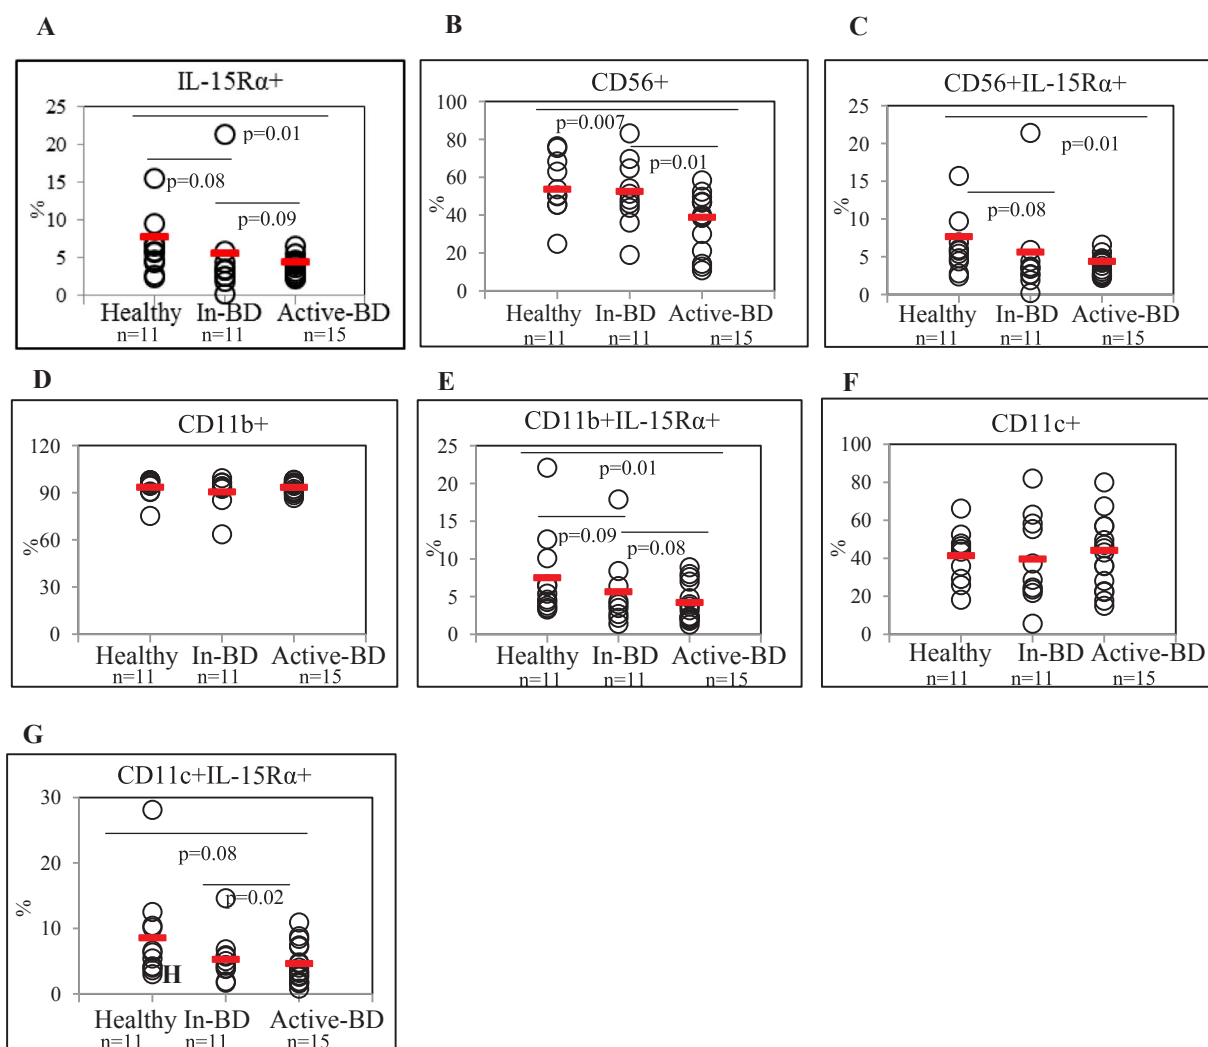 A
IL-15Rα+
25
20
15
10
5
0
%
p=0.01
p=0.08
p=0.09
Healthy In-BD Active-BD
n=11 n=11 n=15
B
CD56+
100
80
60
40
20
0
%
p=0.007
p=0.01
Healthy In-BD Active-BD
n=11 n=11 n=15
C
CD56+IL-15Rα+
25
20
15
10
5
0
%
p=0.01
p=0.08
Healthy In-BD Active-BD
n=11 n=11 n=15
D
CD11b+
120
90
60
30
0
%
Healthy In-BD Active-BD
n=11 n=11 n=15
E
CD11b+IL-15Rα+
25
20
15
10
5
0
%
p=0.01
p=0.09
p=0.08
Healthy In-BD Active-BD
n=11 n=11 n=15
F
CD11c+
100
80
60
40
20
0
%
Healthy In-BD Active-BD
n=11 n=11 n=15
G
CD11c+IL-15Rα+
30
20
10
0
%
p=0.08
p=0.02
H
Healthy In-BD Active-BD
n=11 n=11 n=15